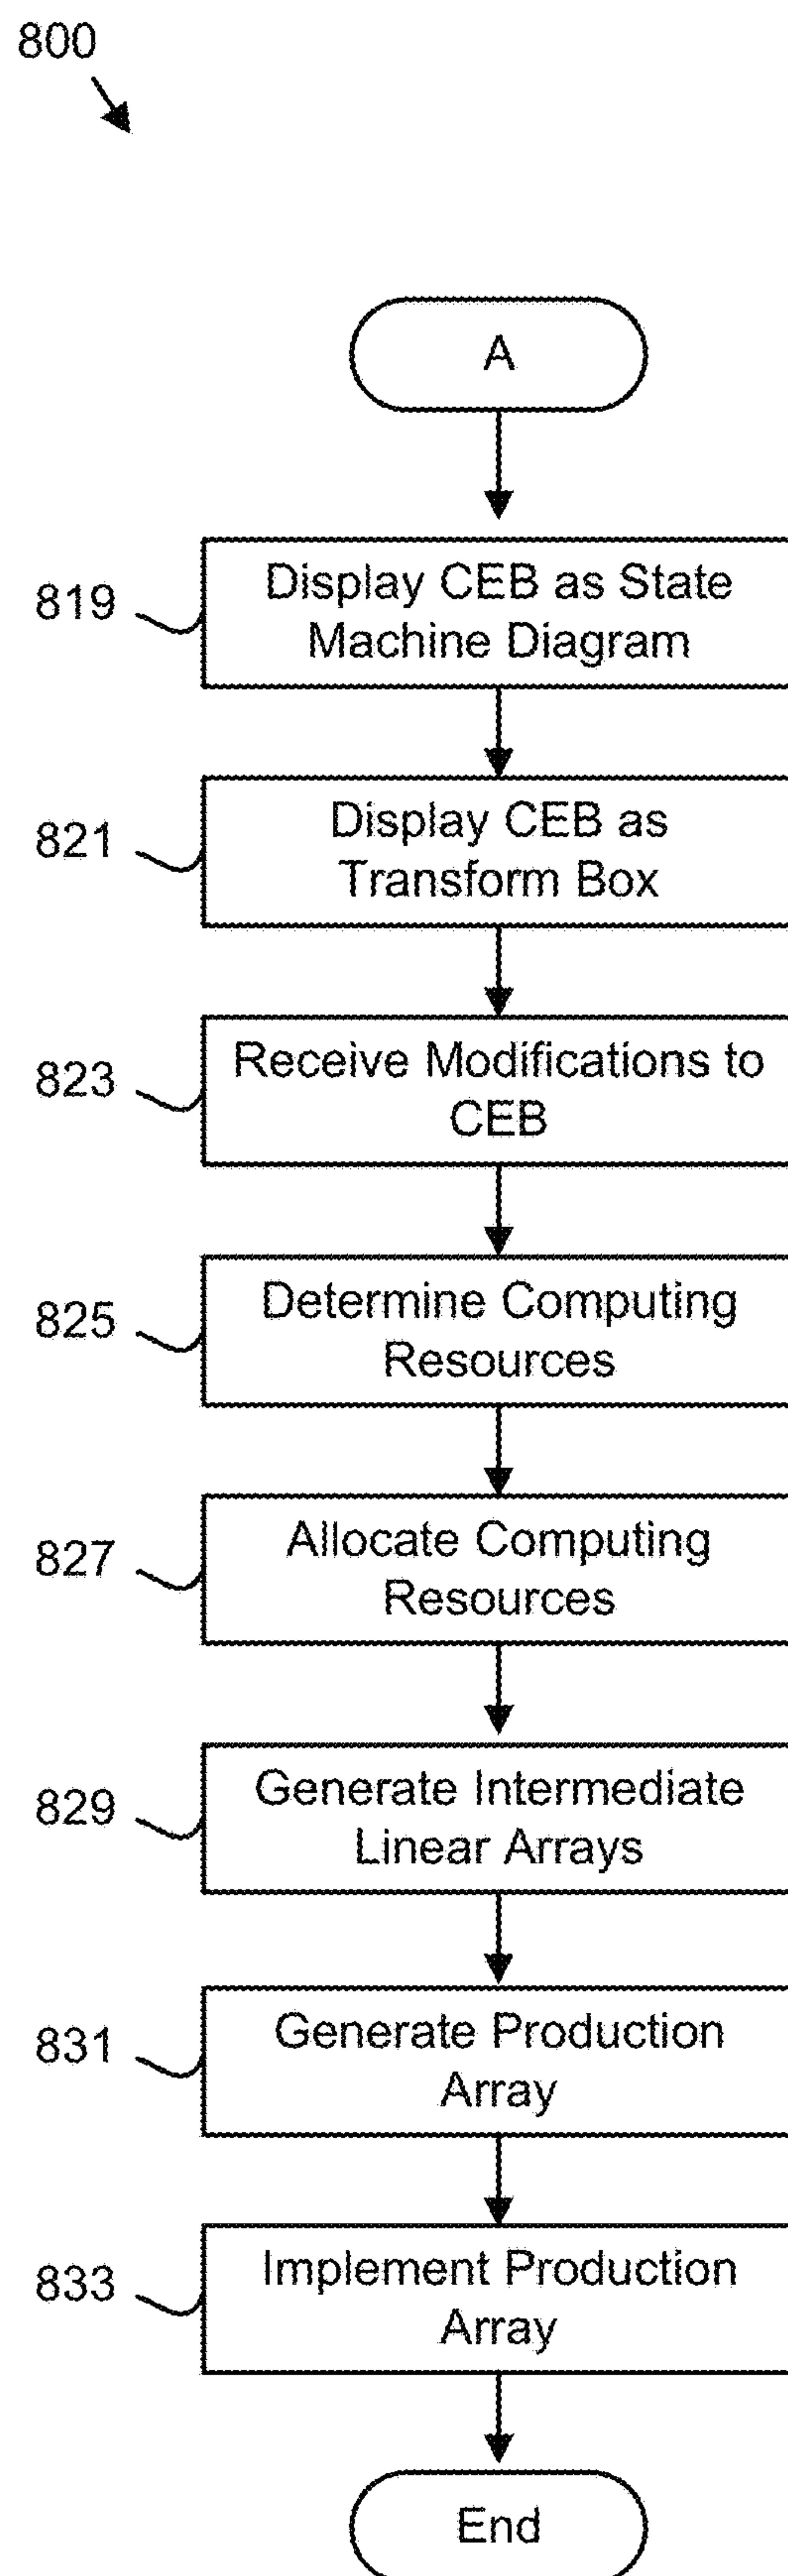 800
A
819
Display CEB as State
Machine Diagram
821
Display CEB as
Transform Box
823
Receive Modifications to
CEB
825
Determine Computing
Resources
827
Allocate Computing
Resources
829
Generate Intermediate
Linear Arrays
831
Generate Production
Array
833
Implement Production
Array
End